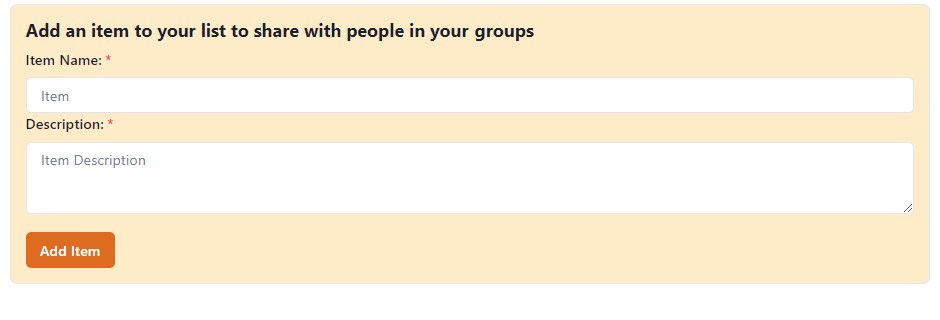 Add an item to your list to share with people in your groups
Item Name: *
Item
Description: *
Item Description
Add Item